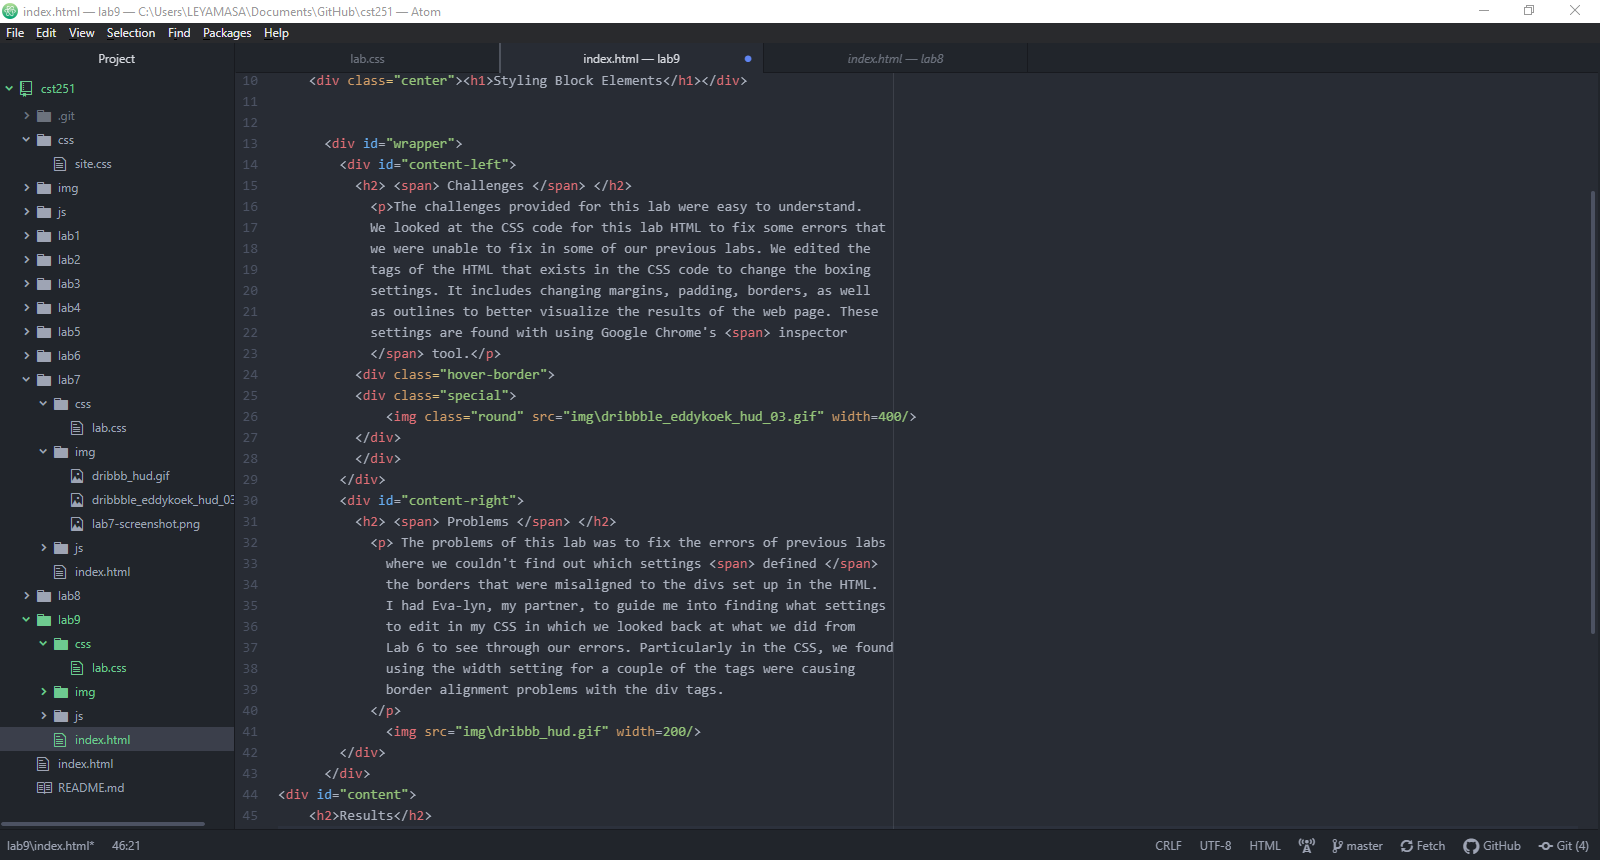 index.html — lab9 — C:\Users\LEYAMASA\Documents\GitHub\cst251 — Atom
File Edit View Selection Find Packages Help
Project
cst251
.git
css
site.css
img
js
lab1
lab2
lab3
lab4
lab5
lab6
lab7
css
lab.css
img
dribbb_hud.gif
dribbble_eddykoek_hud_03
lab7-screenshot.png
js
index.html
lab8
lab9
css
lab.css
img
js
index.html
index.html
README.md
lab.css index.html — lab9 index.html — lab8
10 <div class="center"><h1>Styling Block Elements</h1></div>
11
12
13 <div id="wrapper">
14 <div id="content-left">
15 <h2> <span> Challenges </span> </h2>
16 <p>The challenges provided for this lab were easy to understand.
17 We looked at the CSS code for this lab HTML to fix some errors that
18 we were unable to fix in some of our previous labs. We edited the
19 tags of the HTML that exists in the CSS code to change the boxing
20 settings. It includes changing margins, padding, borders, as well
21 as outlines to better visualize the results of the web page. These
22 settings are found with using Google Chrome's <span> inspector
23 </span> tool.</p>
24 <div class="hover-border">
25 <div class="special">
26 <img class="round" src="img\dribbble_eddykoek_hud_03.gif" width=400/>
27 </div>
28 </div>
29 </div>
30 <div id="content-right">
31 <h2> <span> Problems </span> </h2>
32 <p> The problems of this lab was to fix the errors of previous labs
33 where we couldn't find out which settings <span> defined </span>
34 the borders that were misaligned to the divs set up in the HTML.
35 I had Eva-lyn, my partner, to guide me into finding what settings
36 to edit in my CSS in which we looked back at what we did from
37 Lab 6 to see through our errors. Particularly in the CSS, we found
38 using the width setting for a couple of the tags were causing
39 border alignment problems with the div tags.
40 </p>
41 <img src="img\dribbb_hud.gif" width=200/>
42 </div>
43 </div>
44 <div id="content">
45 <h2>Results</h2>
lab9\index.html* 46:21 CRLF UTF-8 HTML master Fetch GitHub Git (4)